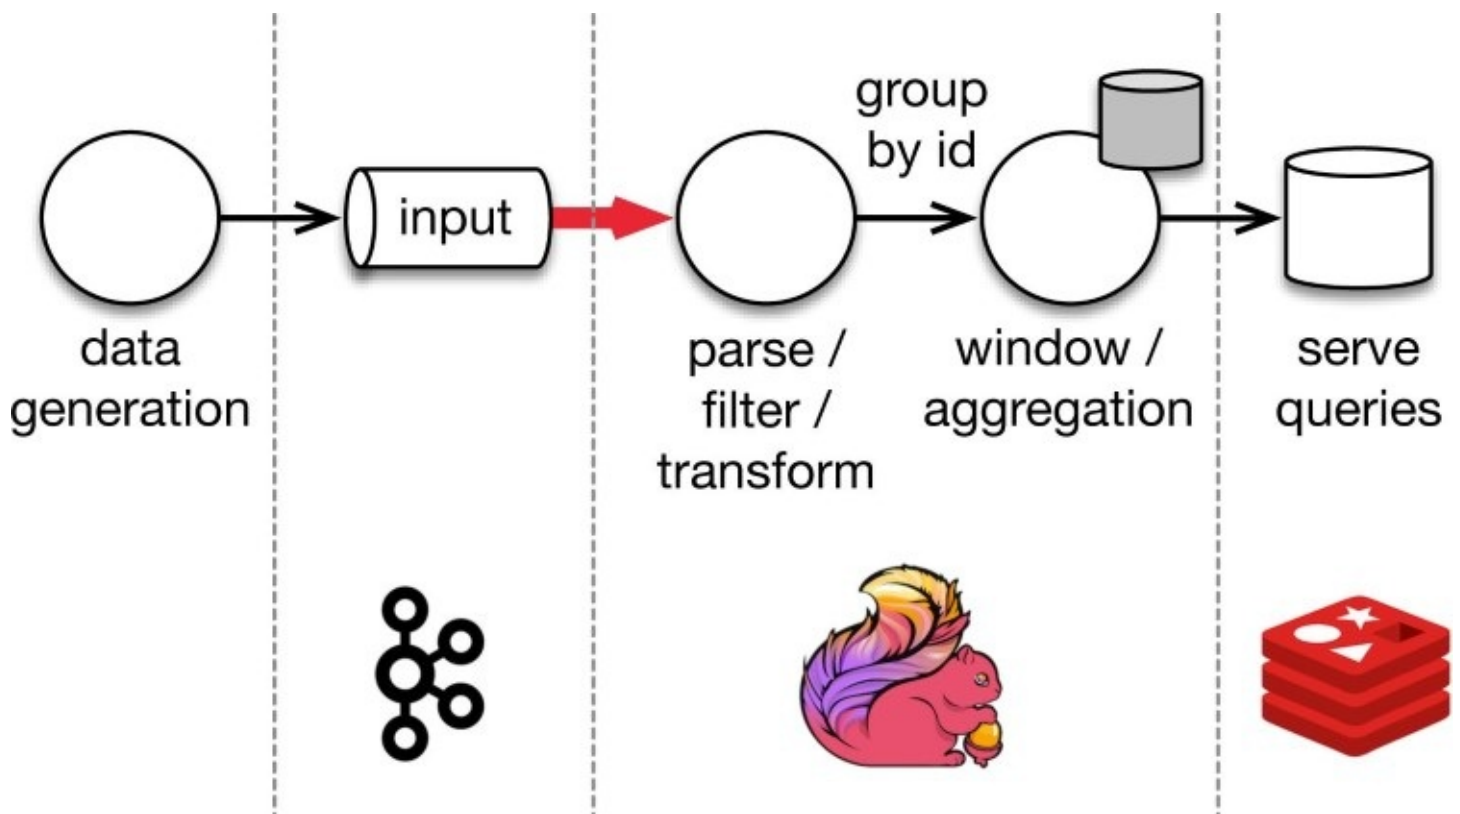 group
by id
input
data
generation
parse /
filter /
transform
window /
aggregation
serve
queries